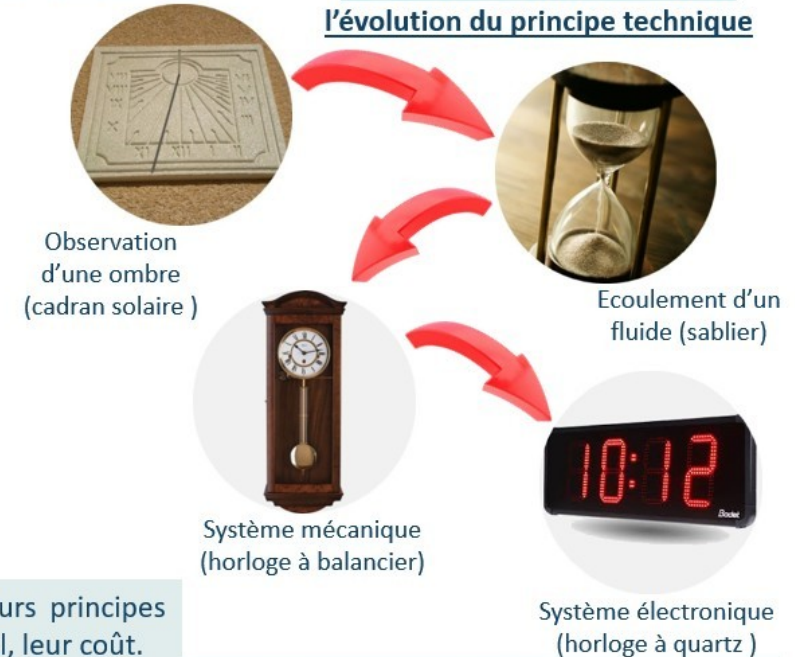 l'évolution du principe technique
Observation
d'une ombre
(cadran solaire )
Ecoulement d'un
fluide (sablier)
Système mécanique
(horloge à balancier)
10:12
Bodet
Système électronique
(horloge à quartz )
urs principes
l, leur coût.